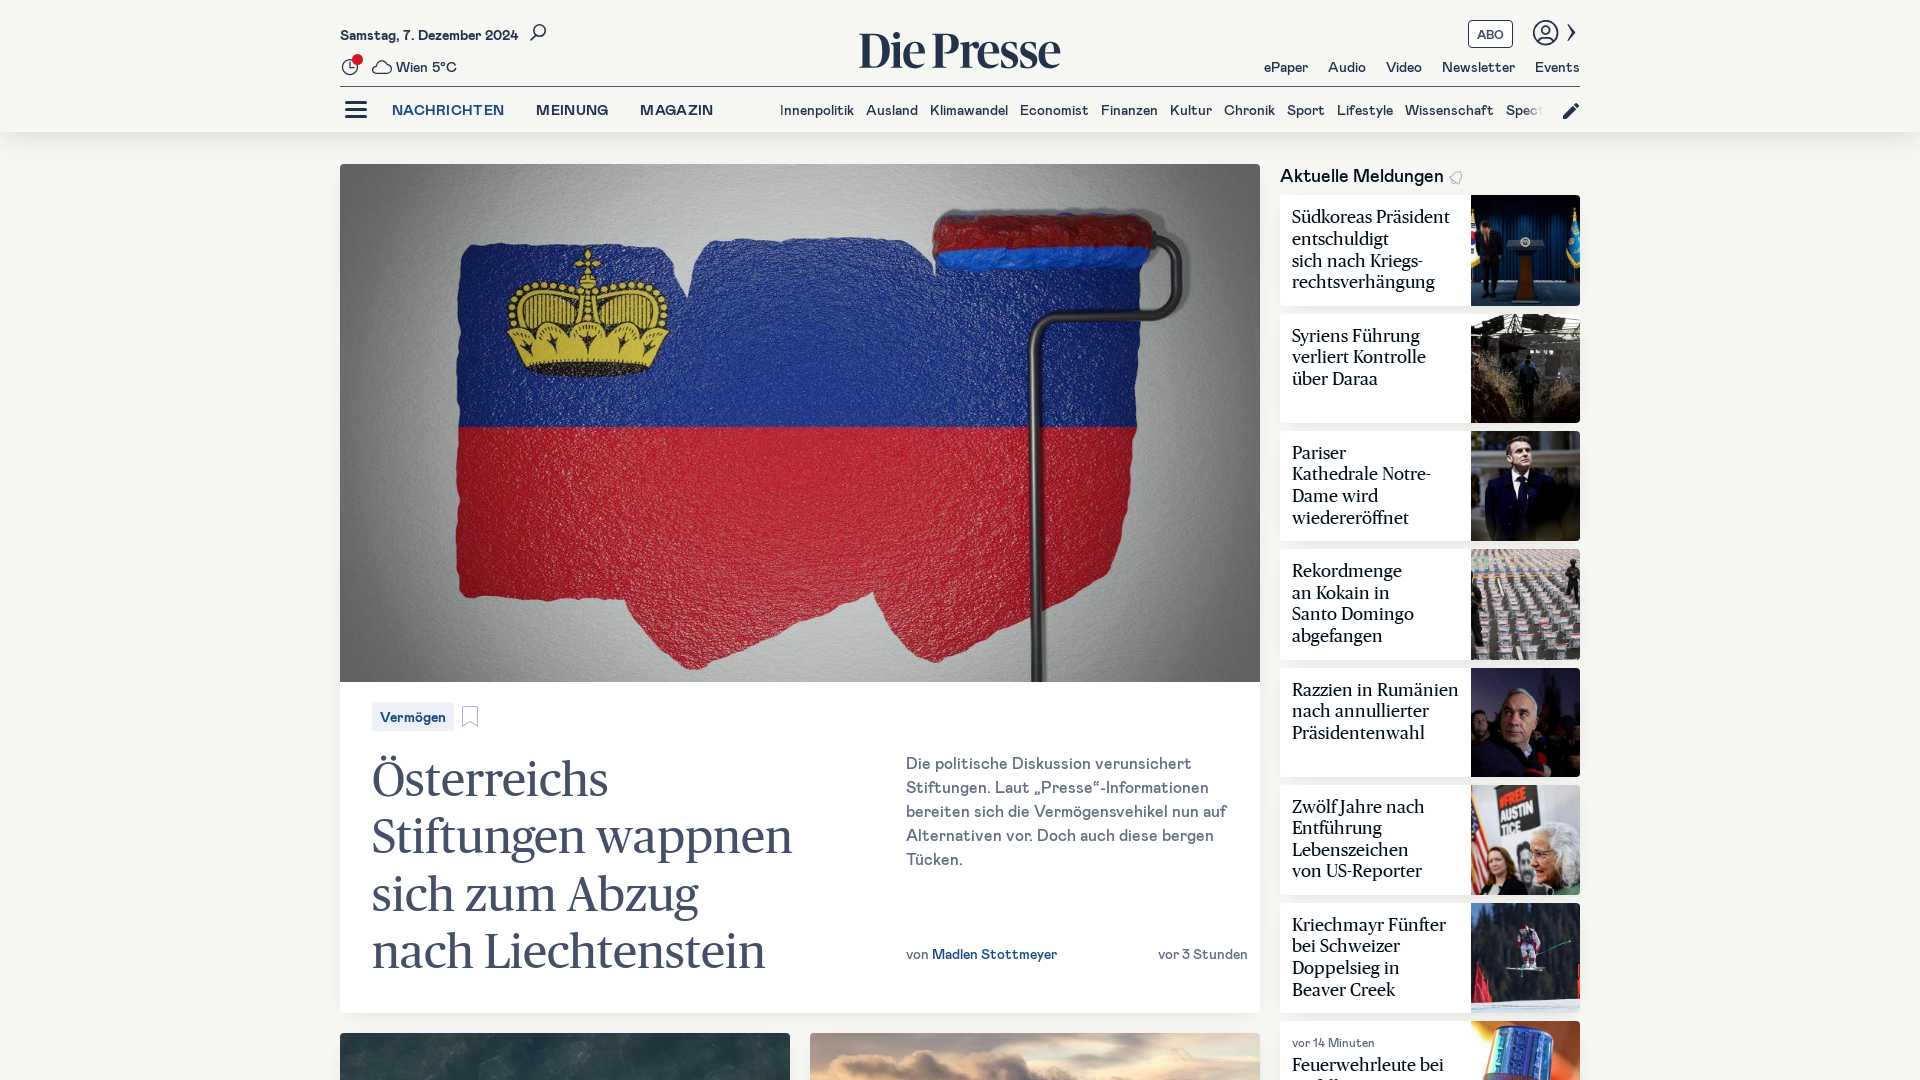 Samstag, 7. Dezember 2024
Wien 5°C
Die Presse
ABO
ePaper Audio Video Newsletter Events
NACHRICHTEN MEINUNG MAGAZIN
Innenpolitik Ausland Klimawandel Economist Finanzen Kultur Chronik Sport Lifestyle Wissenschaft Spect
Vermögen
Österreichs
Stiftungen wappnen
sich zum Abzug
nach Liechtenstein
Die politische Diskussion verunsichert
Stiftungen. Laut „Presse“-Informationen
bereiten sich die Vermögensvehikel nun auf
Alternativen vor. Doch auch diese bergen
Tücken.
von Madlen Stottmeyer
vor 3 Stunden
Aktuelle Meldungen
Südkoreas Präsident
entschuldigt
sich nach Kriegs-
rechtsverhängung
Syriens Führung
verliert Kontrolle
über Daraa
Pariser
Kathedrale Notre-
Dame wird
wiedereröffnet
Rekordmenge
an Kokain in
Santo Domingo
abgefangen
Razzien in Rumänien
nach annullierter
Präsidentenwahl
Zwölf Jahre nach
Entführung
Lebenszeichen
von US-Reporter
#FREE
AUSTIN
TICE
Kriechmayr Fünfter
bei Schweizer
Doppelsieg in
Beaver Creek
vor 14 Minuten
Feuerwehrleute bei